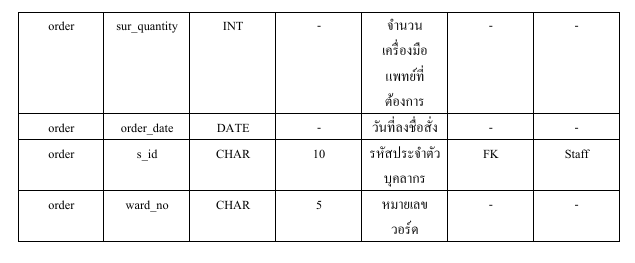 order sur_quantity INT - จำนวน - -
เครื่องมือ
แพทย์ที่
ต้องการ
order order_date DATE - วันที่ลงชื่อสั่ง - -
order s_id CHAR 10 รหัสประจำตัว FK Staff
บุคลากร
order ward_no CHAR 5 หมายเลข - -
วอร์ด